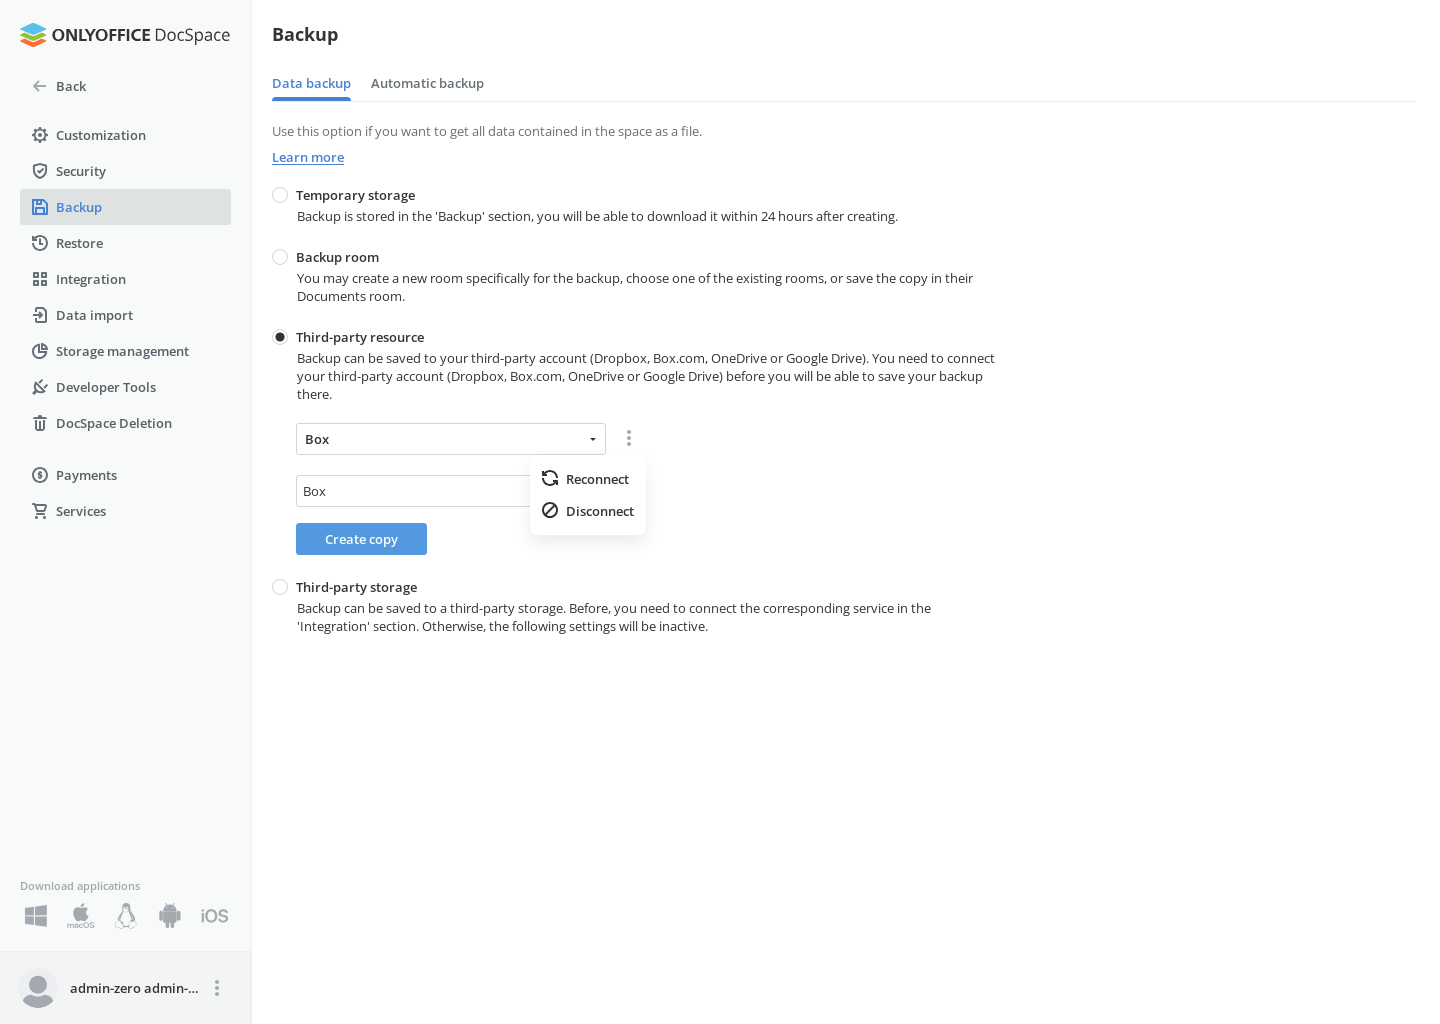 ONLYOFFICE DocSpace
Back
Customization
Security
Backup
Restore
Integration
Data import
Storage management
Developer Tools
DocSpace Deletion
Payments
Services
Download applications
macOS
iOS
admin-zero admin-...
Backup
Data backup
Automatic backup
Use this option if you want to get all data contained in the space as a file.
Learn more
Temporary storage
Backup is stored in the 'Backup' section, you will be able to download it within 24 hours after creating.
Backup room
You may create a new room specifically for the backup, choose one of the existing rooms, or save the copy in their
Documents room.
Third-party resource
Backup can be saved to your third-party account (Dropbox, Box.com, OneDrive or Google Drive). You need to connect
your third-party account (Dropbox, Box.com, OneDrive or Google Drive) before you will be able to save your backup
there.
Box
Box
Reconnect
Disconnect
Create copy
Third-party storage
Backup can be saved to a third-party storage. Before, you need to connect the corresponding service in the
'Integration' section. Otherwise, the following settings will be inactive.